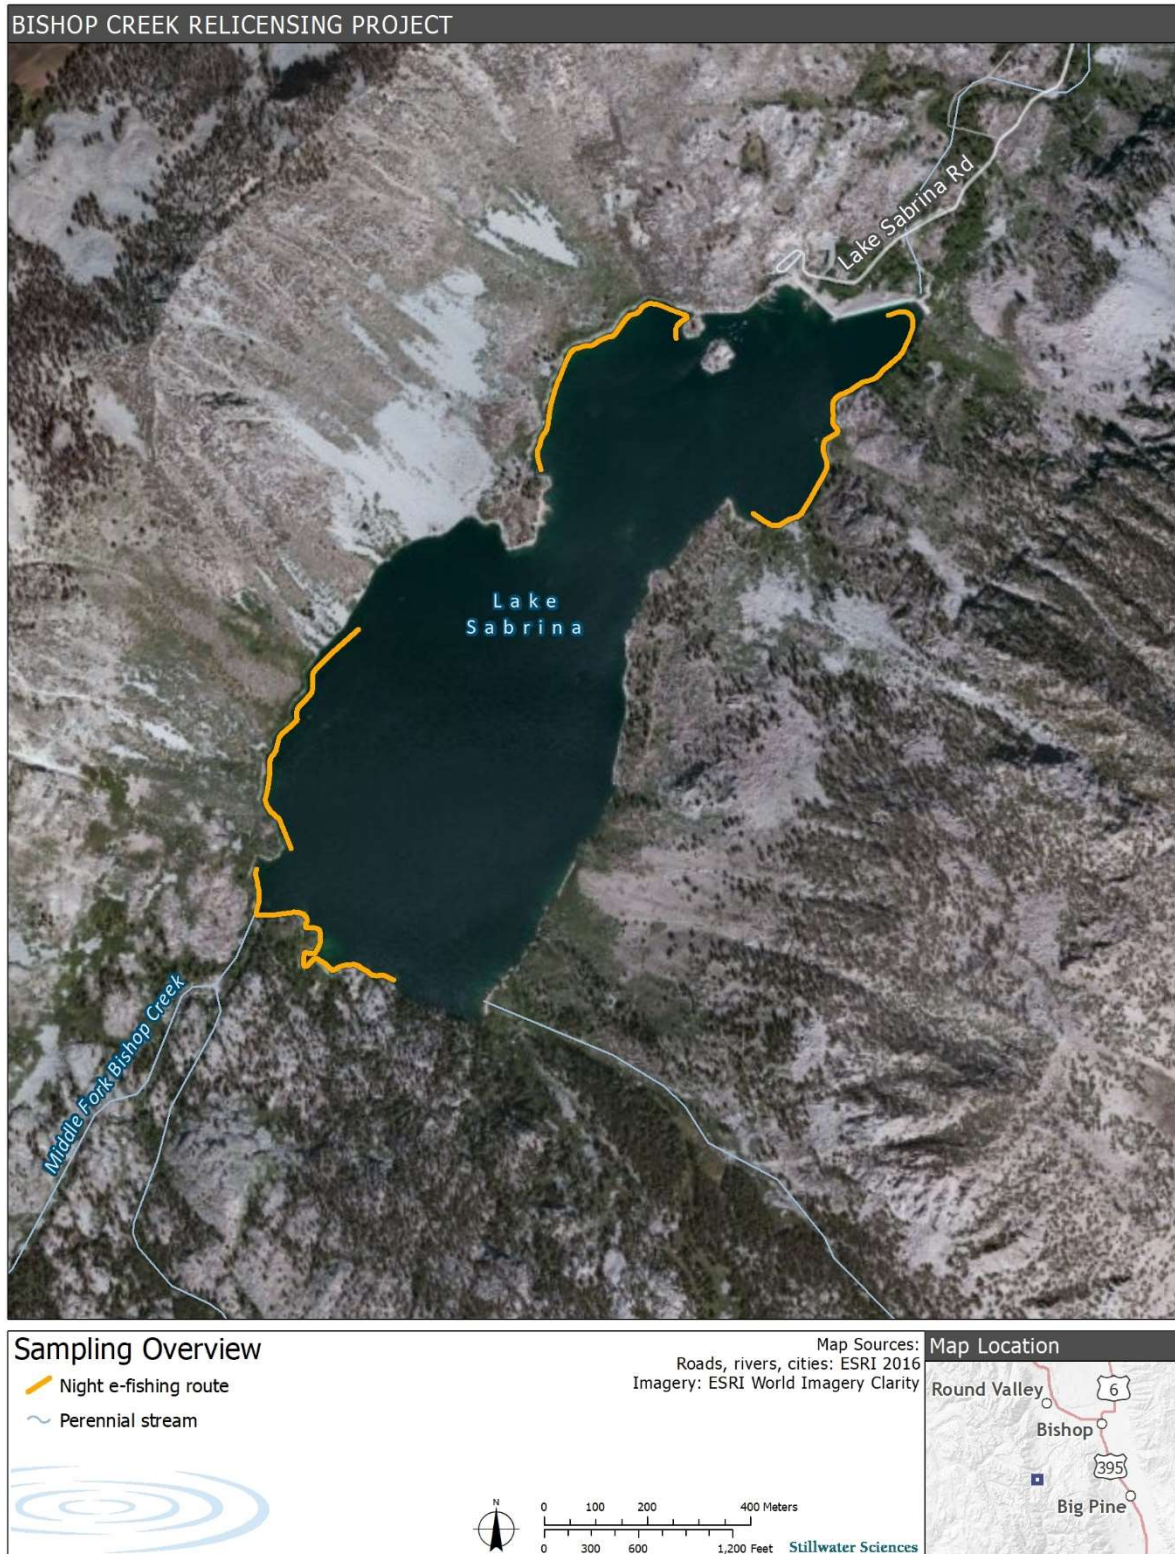 BISHOP CREEK RELICENSING PROJECT
Lake Sabrina Rd
Lake
Sabrina
Middle Fork Bishop Creek
Sampling Overview
Night e-fishing route
Perennial stream
Map Sources:
Roads, rivers, cities: ESRI 2016
Imagery: ESRI World Imagery Clarity
N
0 100 200 400 Meters
0 300 600 1,200 Feet
Stillwater Sciences
Map Location
Round Valley
6
Bishop
395
Big Pine